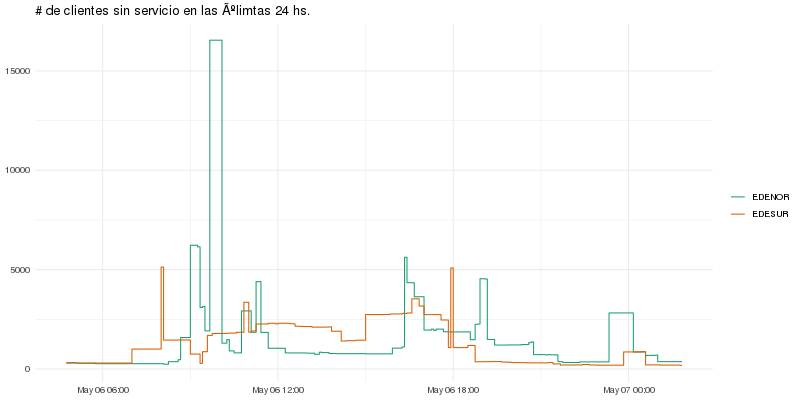 # de clientes sin servicio en las Ãºlimtas 24 hs.
15000
10000
5000
0
May 06 06:00
May 06 12:00
May 06 18:00
May 07 00:00
EDENOR
EDESUR